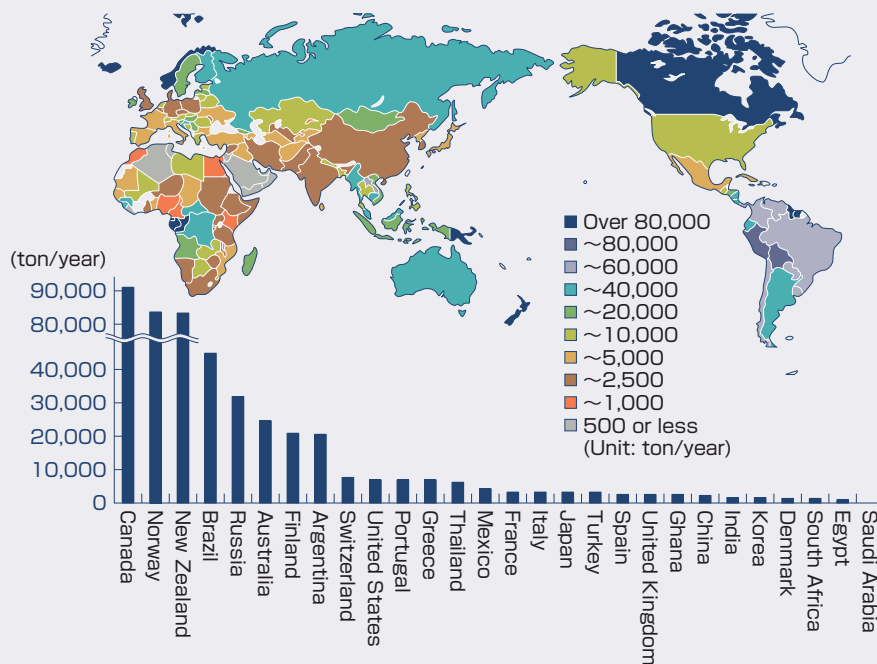 Over 80,000
～80,000
～60,000
～40,000
～20,000
～10,000
～5,000
～2,500
～1,000
500 or less
(Unit: ton/year)
(ton/year)
90,000
80,000
40,000
30,000
20,000
10,000
0
Canada
Norway
New Zealand
Brazil
Russia
Australia
Finland
Argentina
Switzerland
United States
Portugal
Greece
Thailand
Mexico
France
Italy
Japan
Turkey
Spain
United Kingdom
Ghana
China
India
Korea
Denmark
South Africa
Egypt
Saudi Arabia